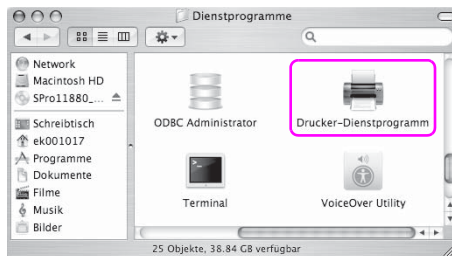 Dienstprogramme
Network
Macintosh HD
SPro11880_...
Schreibtisch
ek001017
Programme
Dokumente
Filme
Musik
Bilder
ODBC Administrator
Drucker-Dienstprogramm
Terminal
VoiceOver Utility
25 Objekte, 38.84 GB verfügbar